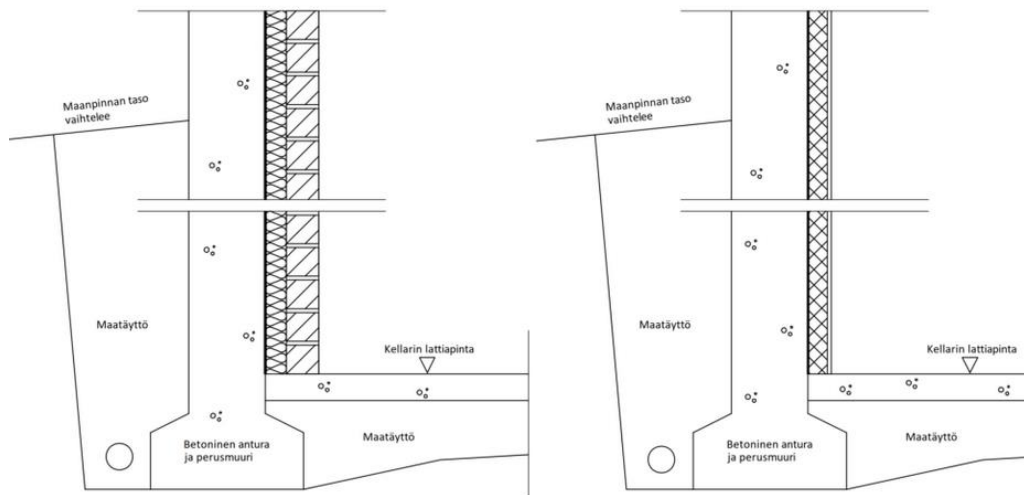 Maanpinnan taso
vaihtelee
Maatäyttö
Kellarin lattiapinta
Betoninen antura
ja perusmuuri
Maatäyttö
Maanpinnan taso
vaihtelee
Maatäyttö
Kellarin lattiapinta
Betoninen antura
ja perusmuuri
Maatäyttö